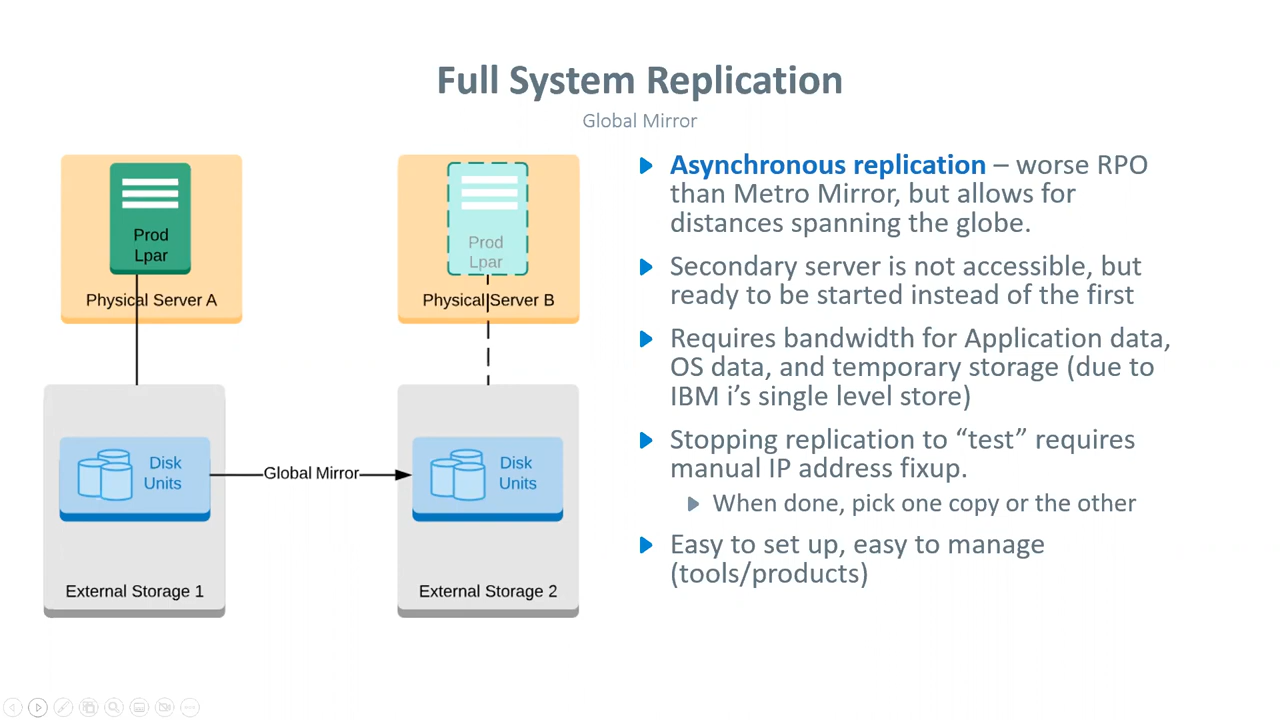 Full System Replication
Global Mirror
Prod
Lpar
Physical Server A
Prod
Lpar
Physical Server B
Disk
Units
Global Mirror
Disk
Units
External Storage 1
External Storage 2
Asynchronous replication – worse RPO
than Metro Mirror, but allows for
distances spanning the globe.
Secondary server is not accessible, but
ready to be started instead of the first
Requires bandwidth for Application data,
OS data, and temporary storage (due to
IBM i’s single level store)
Stopping replication to “test” requires
manual IP address fixup.
When done, pick one copy or the other
Easy to set up, easy to manage
(tools/products)